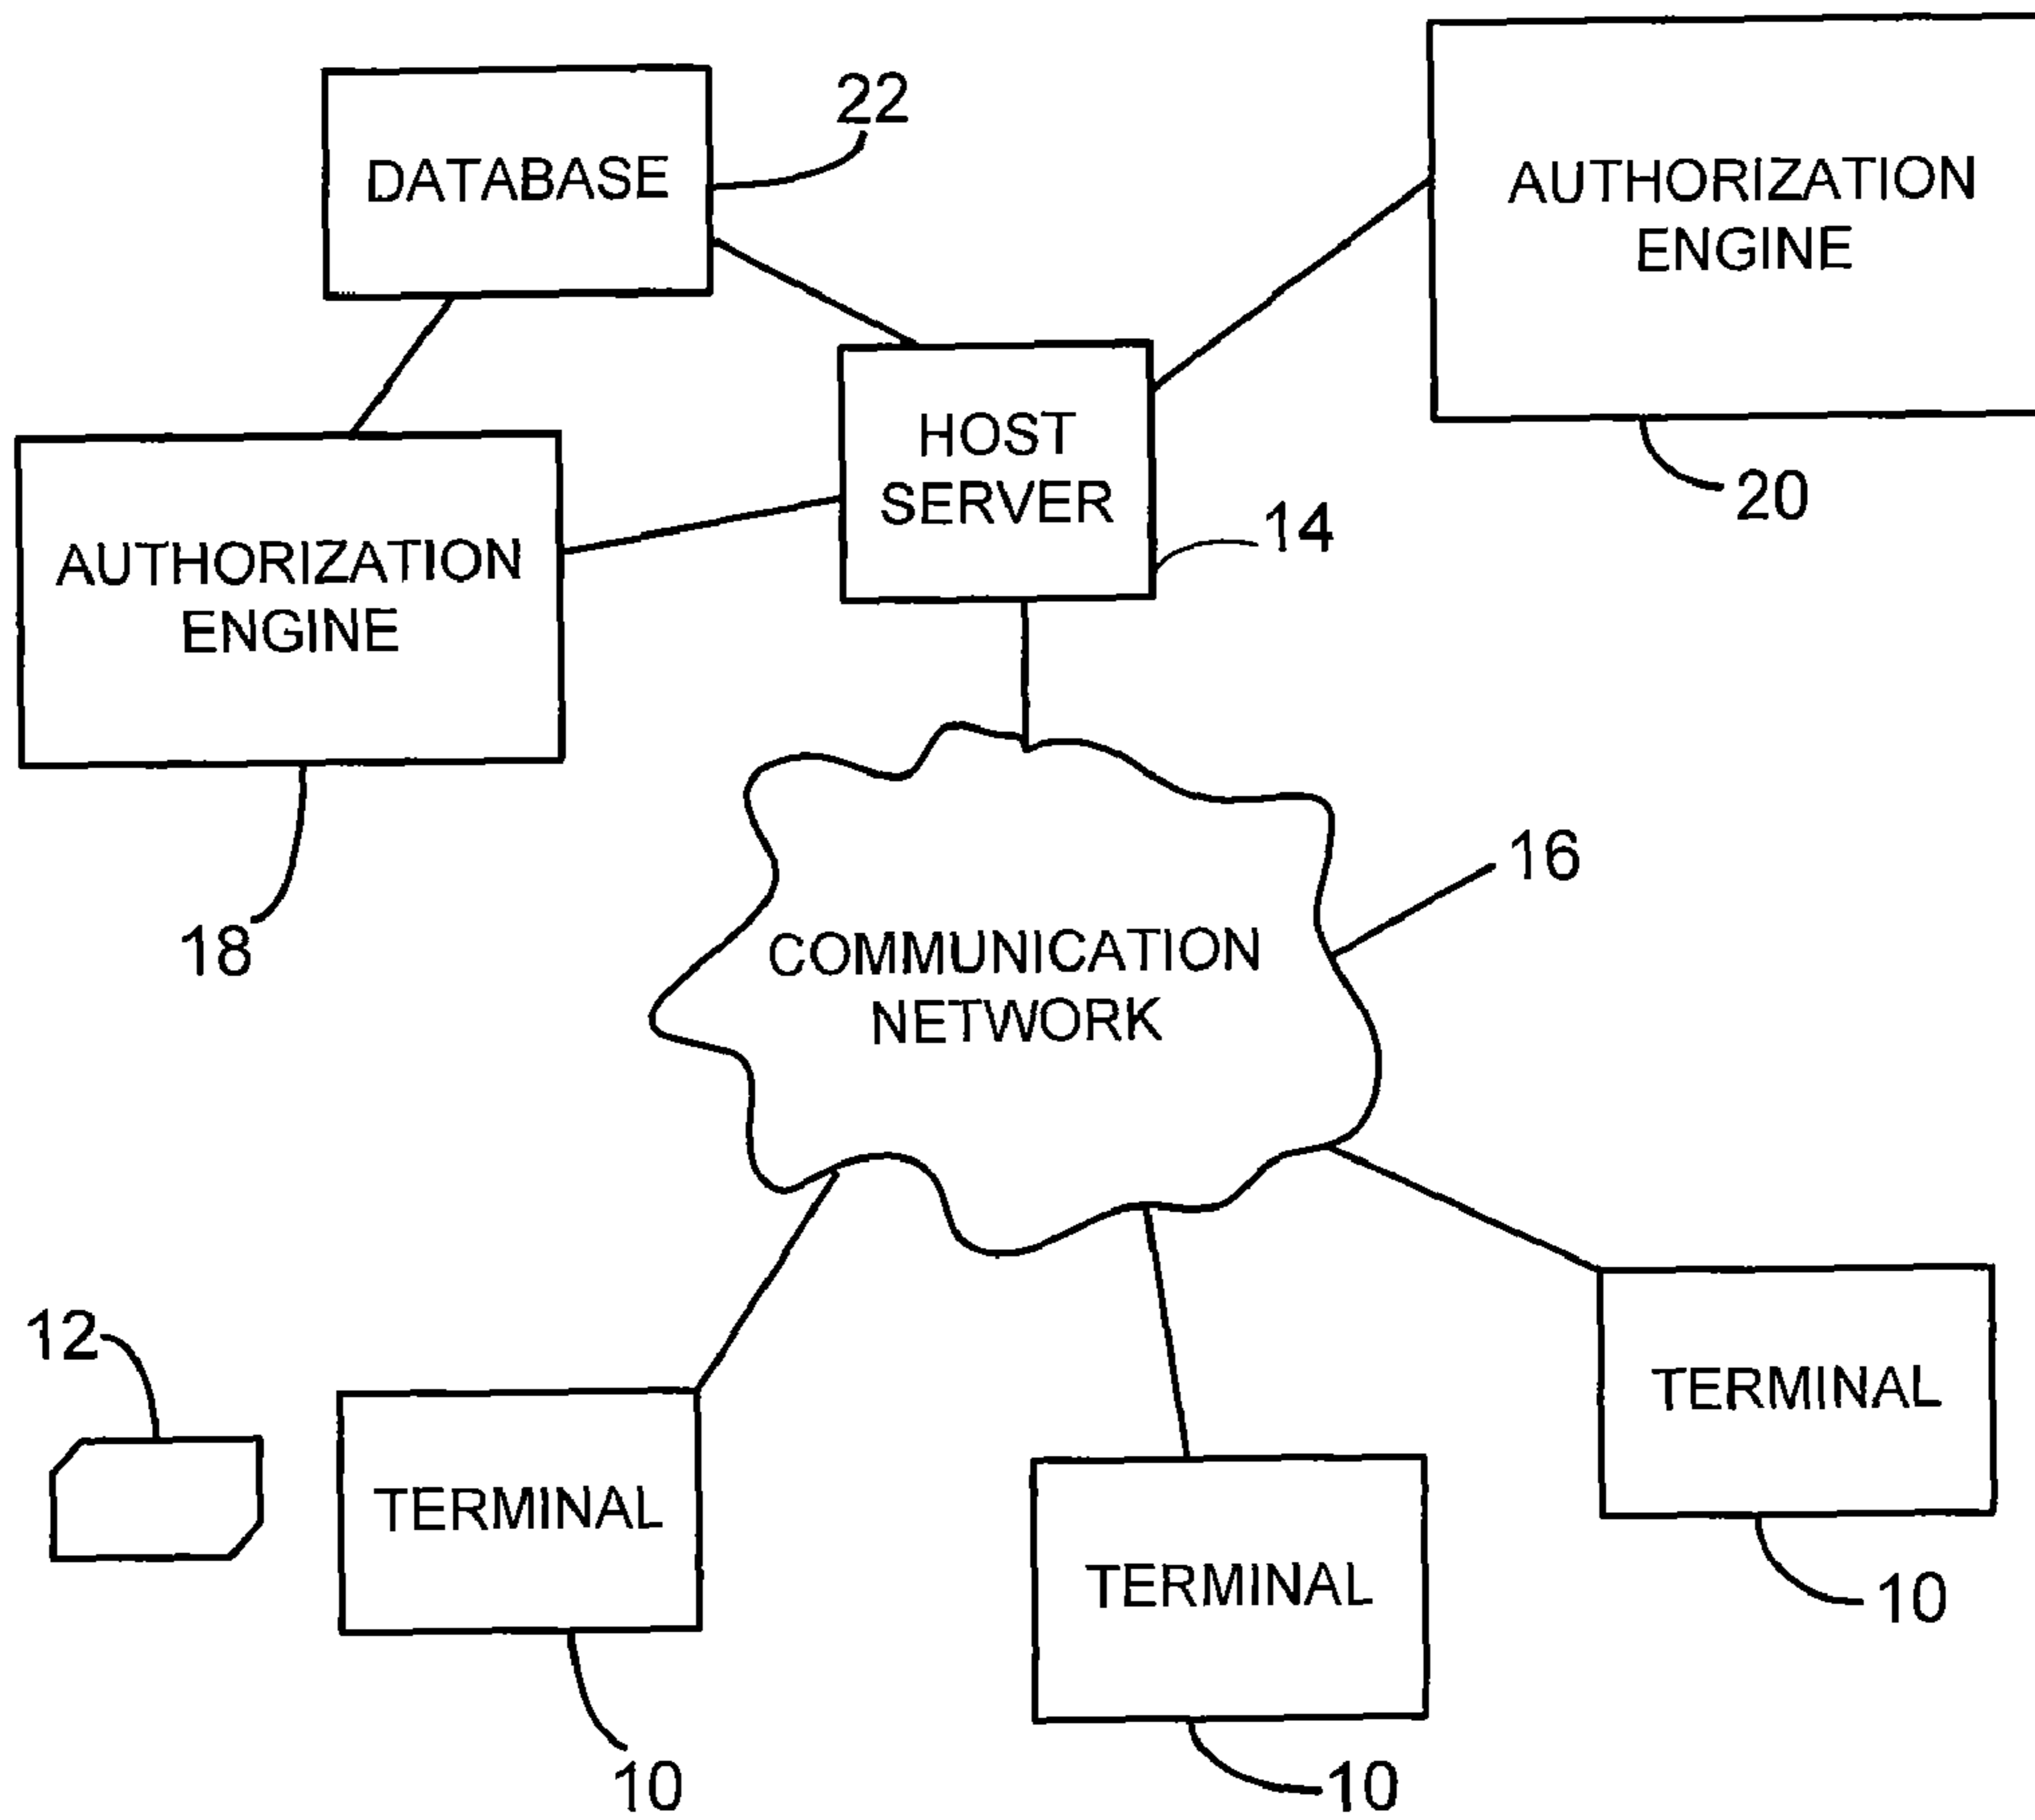 22
DATABASE
AUTHORIZATION
ENGINE
20
HOST
SERVER
14
AUTHORIZATION
ENGINE
18
16
COMMUNICATION
NETWORK
12
TERMINAL
10
TERMINAL
10
TERMINAL
10